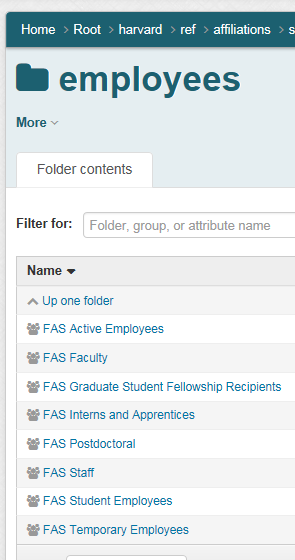 Home > Root > harvard > ref > affiliations > s
employees
More
Folder contents
Filter for: Folder, group, or attribute name
Name
Up one folder
FAS Active Employees
FAS Faculty
FAS Graduate Student Fellowship Recipients
FAS Interns and Apprentices
FAS Postdoctoral
FAS Staff
FAS Student Employees
FAS Temporary Employees